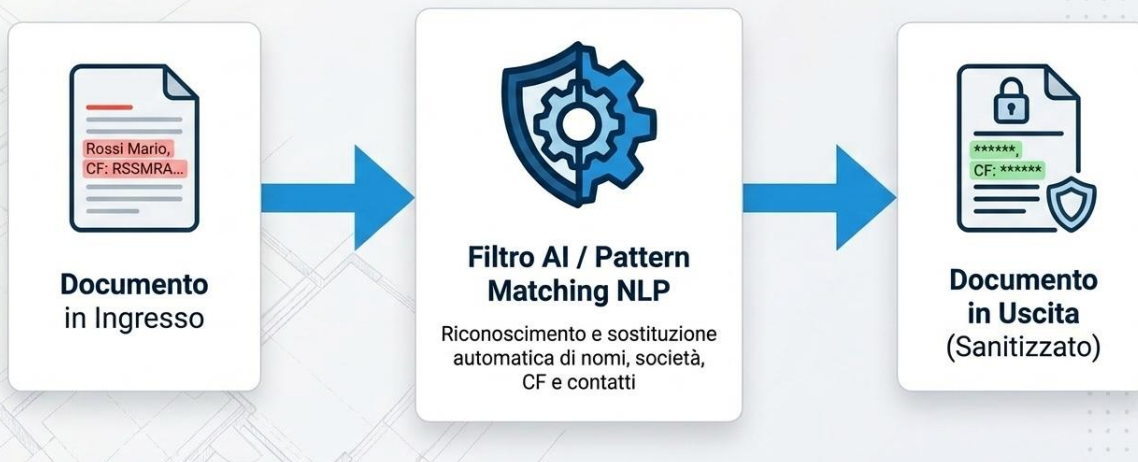 Rossi Mario,
CF: RSSMRA...
Documento
in Ingresso
Filtro AI / Pattern
Matching NLP
Riconoscimento e sostituzione
automatica di nomi, società,
CF e contatti
******,
CF: ******
Documento
in Uscita
(Sanitizzato)